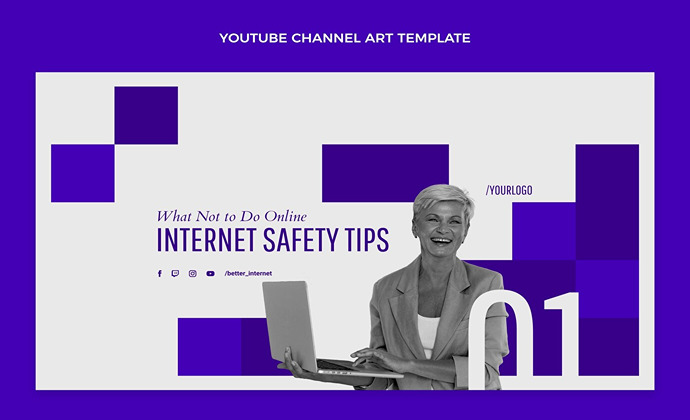 YOUTUBE CHANNEL ART TEMPLATE
/YOURLOGO
What Not to Do Online
INTERNET SAFETY TIPS
/better_internet
01